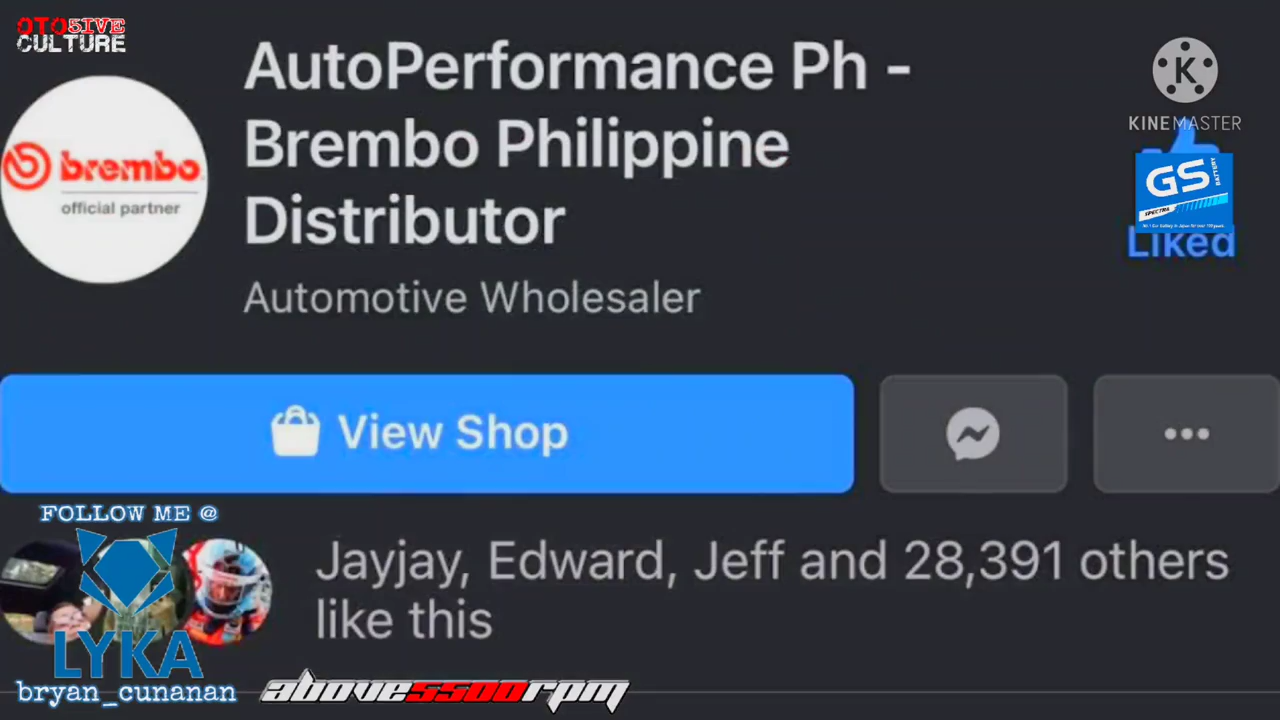 OTO5IVE
CULTURE
AutoPerformance Ph -
Brembo Philippine
Distributor
Automotive Wholesaler
brembo
official partner
KINEMASTER
GS
BATTERY
SPECTRA
Liked
View Shop
FOLLOW ME @
LYKA
bryan_cunanan
Jayjay, Edward, Jeff and 28,391 others
like this
above5500rpm